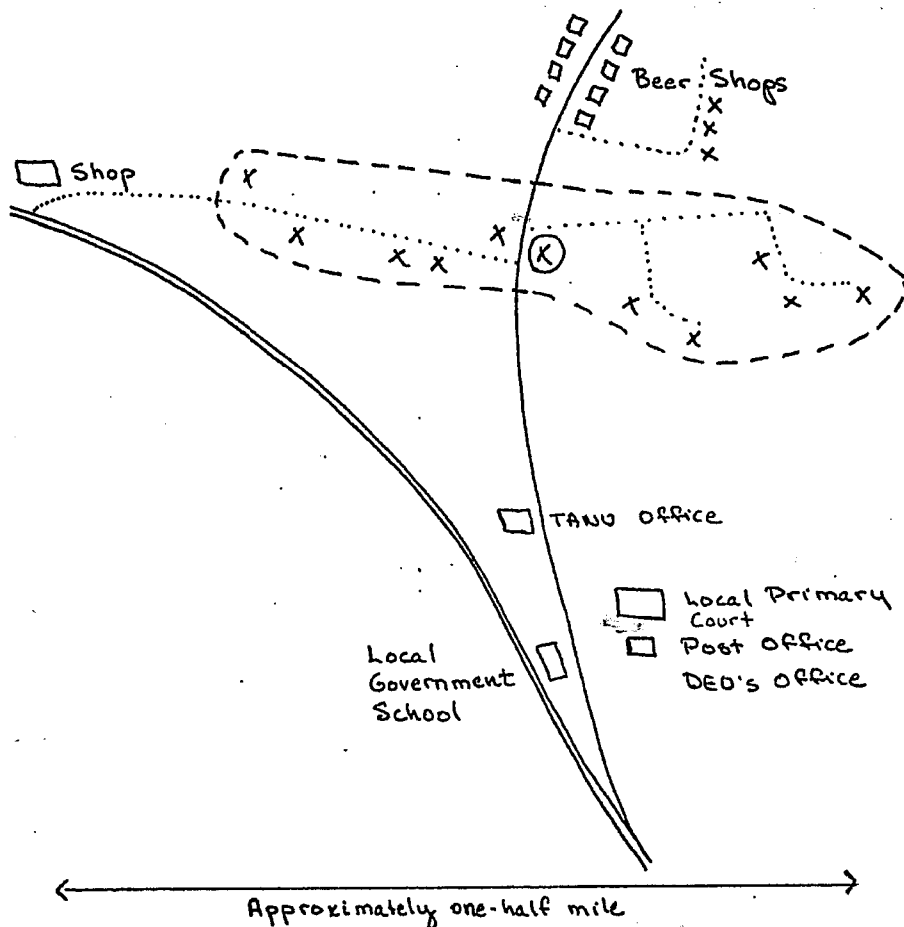 Beer Shops
Shop
TANU Office
Local Primary
Court
Post Office
DEO's Office
Local
Government
School
Approximately one-half mile